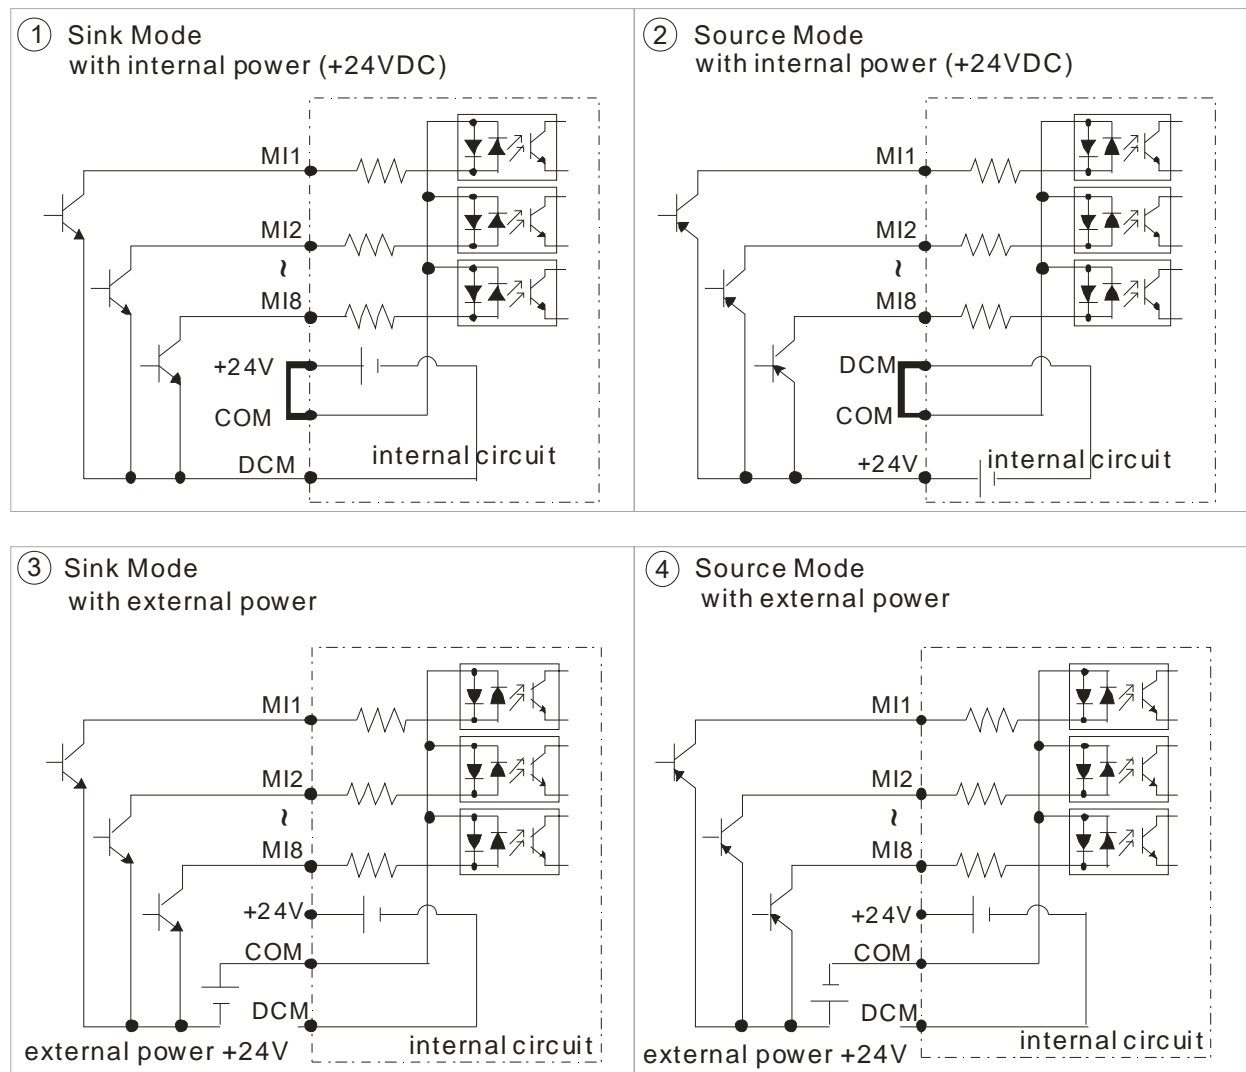 1 Sink Mode
with internal power (+24VDC)
MI1
MI2
~
MI8
+24V
COM
DCM
internal circuit
2 Source Mode
with internal power (+24VDC)
MI1
MI2
~
MI8
DCM
COM
+24V
internal circuit
3 Sink Mode
with external power
MI1
MI2
~
MI8
+24V
COM
DCM
external power +24V
internal circuit
4 Source Mode
with external power
MI1
MI2
~
MI8
+24V
COM
DCM
external power +24V
internal circuit